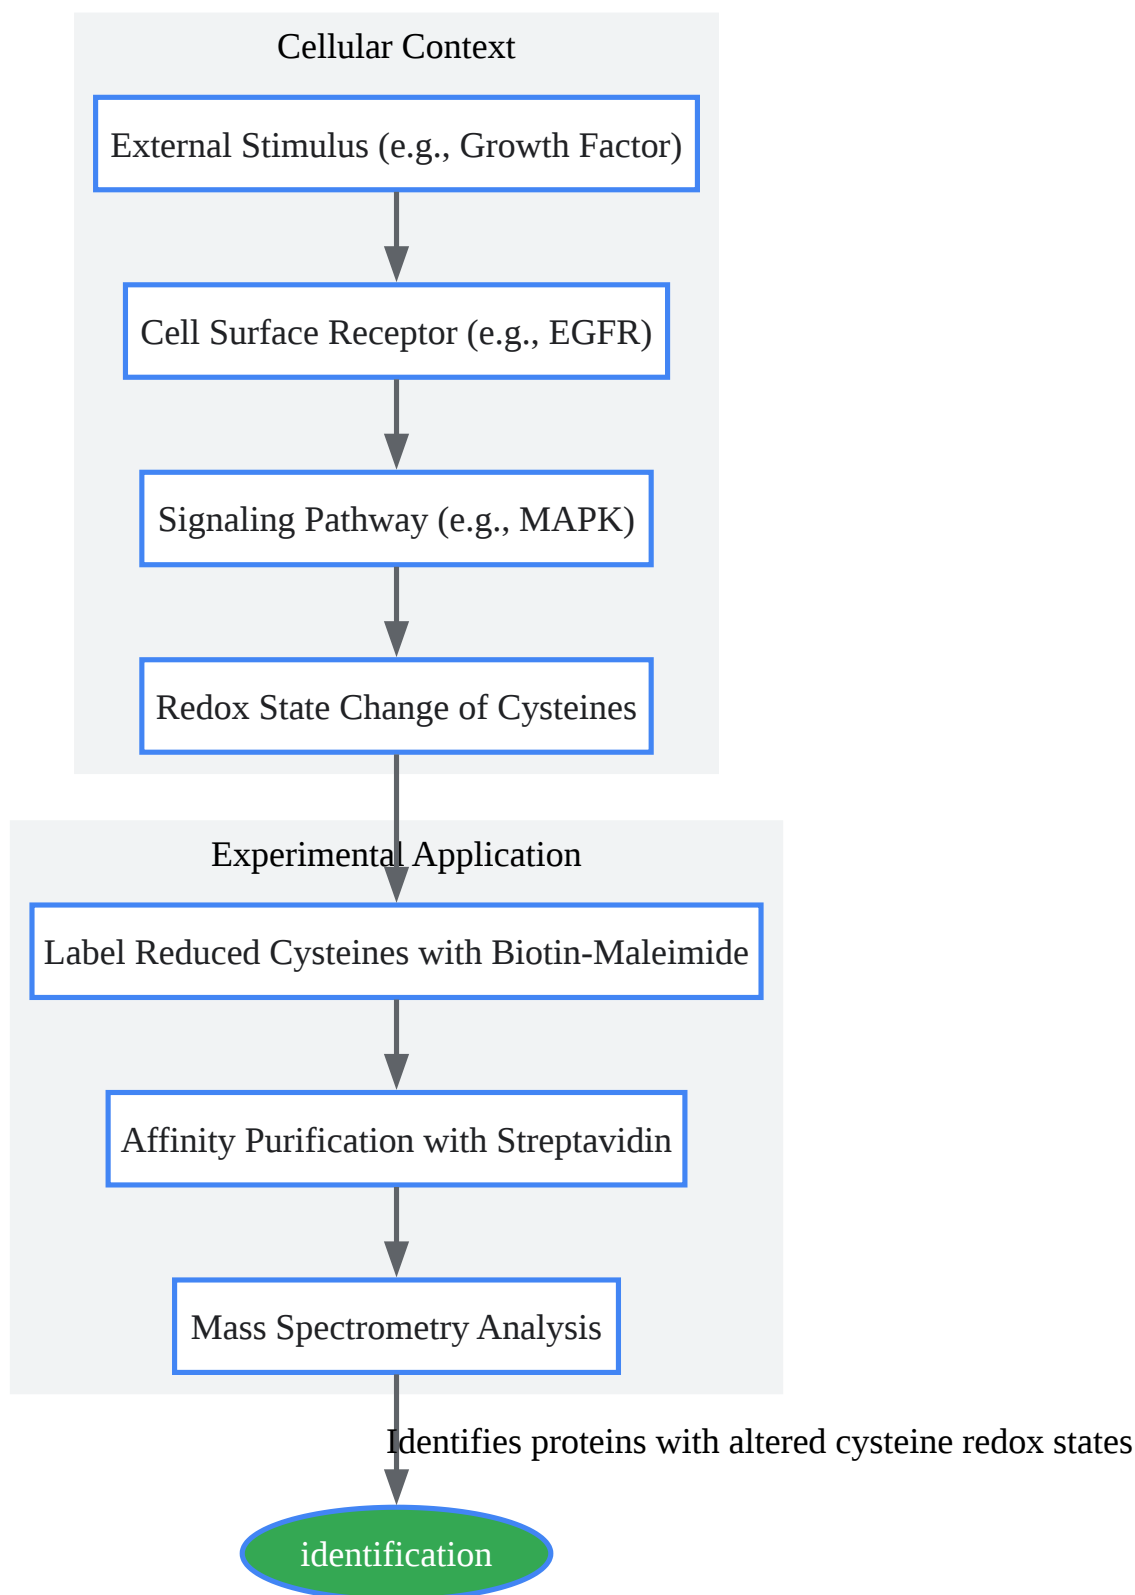 Cellular Context
External Stimulus (e.g., Growth Factor)
Cell Surface Receptor (e.g., EGFR)
Signaling Pathway (e.g., MAPK)
Redox State Change of Cysteines
Experimental Application
Label Reduced Cysteines with Biotin-Maleimide
Affinity Purification with Streptavidin
Mass Spectrometry Analysis
Identifies proteins with altered cysteine redox states
identification